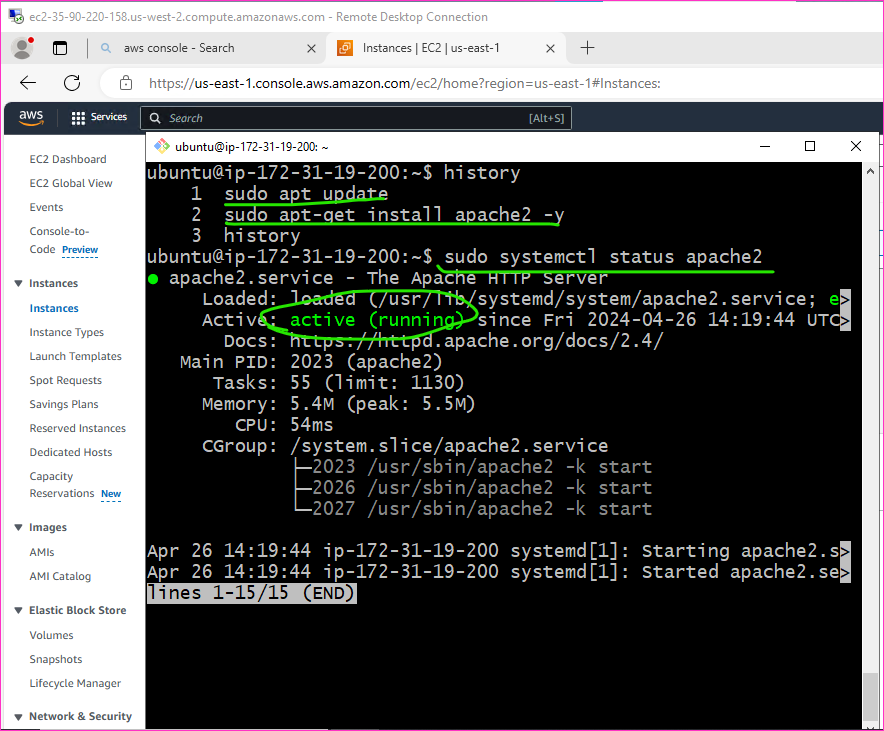 ec2-35-90-220-158.us-west-2.compute.amazonaws.com - Remote Desktop Connection
aws console - Search
Instances | EC2 | us-east-1
https://us-east-1.console.aws.amazon.com/ec2/home?region=us-east-1#Instances:
aws
Services
Search
[Alt+S]
EC2 Dashboard
EC2 Global View
Events
Console-to-
Code Preview
Instances
Instances
Instance Types
Launch Templates
Spot Requests
Savings Plans
Reserved Instances
Dedicated Hosts
Capacity
Reservations New
Images
AMIs
AMI Catalog
Elastic Block Store
Volumes
Snapshots
Lifecycle Manager
Network & Security
ubuntu@ip-172-31-19-200: ~
ubuntu@ip-172-31-19-200:~$ history
1 sudo apt update
2 sudo apt-get install apache2 -y
3 history
ubuntu@ip-172-31-19-200:~$ sudo systemctl status apache2
● apache2.service - The Apache HTTP Server
Loaded: loaded (/usr/lib/systemd/system/apache2.service; e>
Active: active (running) since Fri 2024-04-26 14:19:44 UTC>
Docs: https://httpd.apache.org/docs/2.4/
Main PID: 2023 (apache2)
Tasks: 55 (limit: 1130)
Memory: 5.4M (peak: 5.5M)
CPU: 54ms
CGroup: /system.slice/apache2.service
├─2023 /usr/sbin/apache2 -k start
├─2026 /usr/sbin/apache2 -k start
└─2027 /usr/sbin/apache2 -k start
Apr 26 14:19:44 ip-172-31-19-200 systemd[1]: Starting apache2.s>
Apr 26 14:19:44 ip-172-31-19-200 systemd[1]: Started apache2.se>
lines 1-15/15 (END)